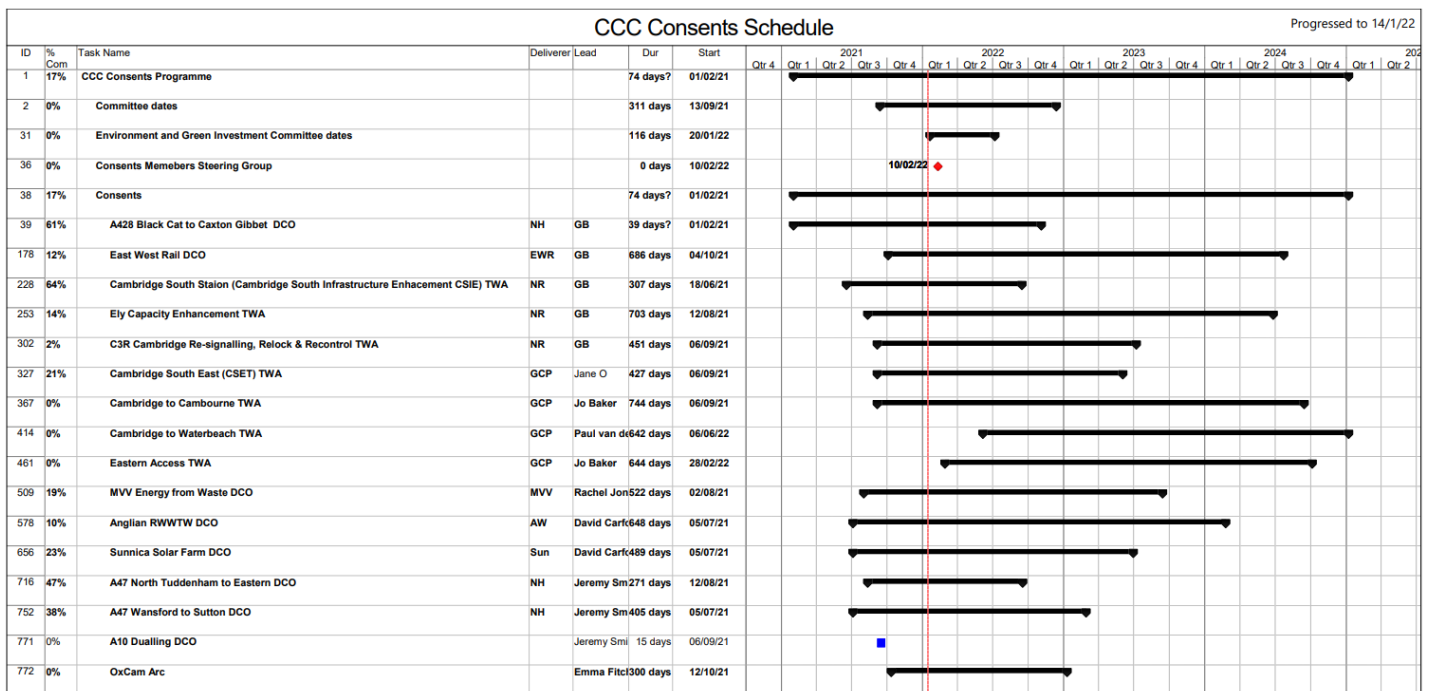 CCC Consents Schedule
Progressed to 14/1/22
ID % Com Task Name Deliverer Lead Dur Start 2021 2022 2023 2024
Qtr 4 Qtr 1 Qtr 2 Qtr 3 Qtr 4 Qtr 1 Qtr 2 Qtr 3 Qtr 4 Qtr 1 Qtr 2 Qtr 3 Qtr 4 Qtr 1 Qtr 2 Qtr 3 Qtr 4 Qtr 1 Qtr 2
1 17% CCC Consents Programme 74 days? 01/02/21
2 0% Committee dates 311 days 13/09/21
31 0% Environment and Green Investment Committee dates 116 days 20/01/22
36 0% Consents Memebers Steering Group 0 days 10/02/22 10/02/22
38 17% Consents 74 days? 01/02/21
39 61% A428 Black Cat to Caxton Gibbet DCO NH GB 39 days? 01/02/21
178 12% East West Rail DCO EWR GB 686 days 04/10/21
228 64% Cambridge South Staion (Cambridge South Infrastructure Enhacement CSIE) TWA NR GB 307 days 18/06/21
253 14% Ely Capacity Enhancement TWA NR GB 703 days 12/08/21
302 2% C3R Cambridge Re-signalling, Relock & Recontrol TWA NR GB 451 days 06/09/21
327 21% Cambridge South East (CSET) TWA GCP Jane O 427 days 06/09/21
367 0% Cambridge to Cambourne TWA GCP Jo Baker 744 days 06/09/21
414 0% Cambridge to Waterbeach TWA GCP Paul van de 642 days 06/06/22
461 0% Eastern Access TWA GCP Jo Baker 644 days 28/02/22
509 19% MVV Energy from Waste DCO MVV Rachel Jon 522 days 02/08/21
578 10% Anglian RWWTW DCO AW David Carf 648 days 05/07/21
656 23% Sunnica Solar Farm DCO Sun David Carf 489 days 05/07/21
716 47% A47 North Tuddenham to Eastern DCO NH Jeremy Sm 271 days 12/08/21
752 38% A47 Wansford to Sutton DCO NH Jeremy Sm 405 days 05/07/21
771 0% A10 Dualling DCO Jeremy Smi 15 days 06/09/21
772 0% OxCam Arc Emma Fitc 300 days 12/10/21